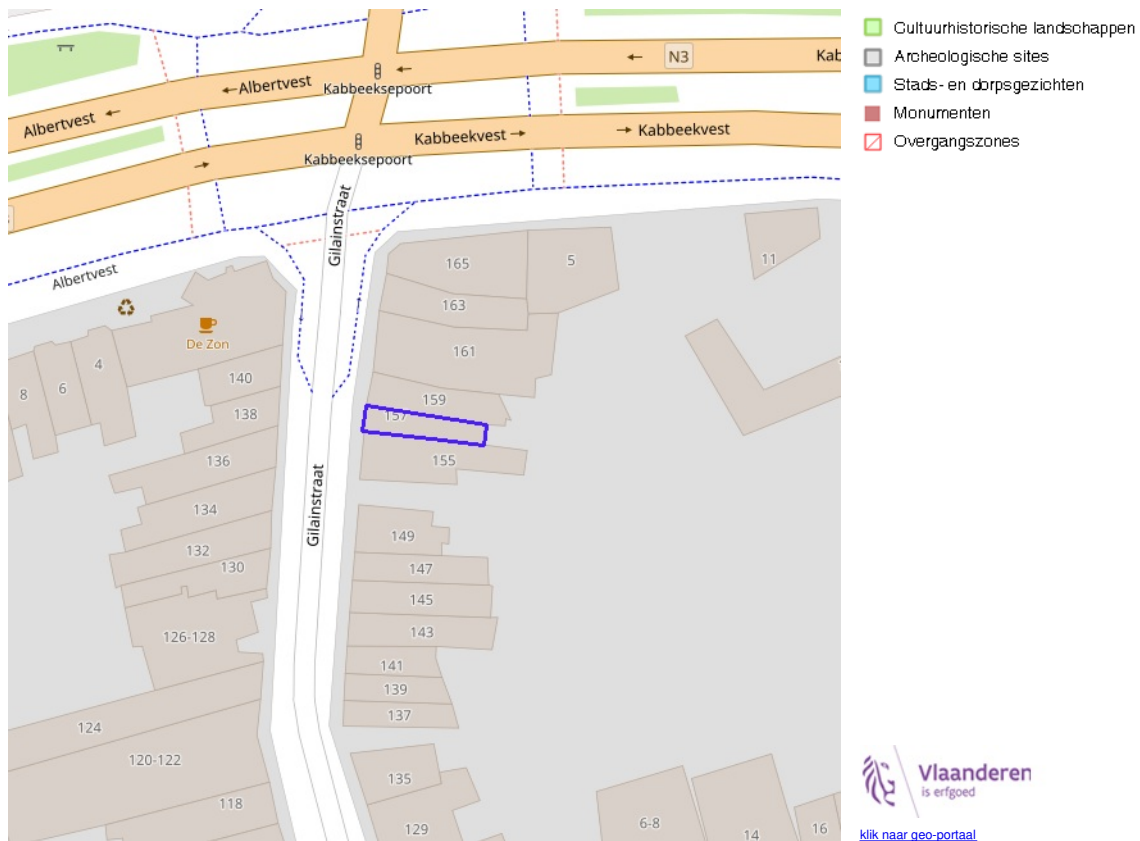 N3
Kab
Albertvest
Kabbeeksepoort
Albertvest
Kabbeekvest
Kabbeekvest
Kabbeeksepoort
Gilainstraat
Albertvest
165
5
11
163
De Zon
161
4
6
8
140
159
138
157
136
155
134
Gilainstraat
149
132
130
147
145
126-128
143
141
139
124
137
120-122
135
118
129
6-8
14
16
Cultuurhistorische landschappen
Archeologische sites
Stads- en dorpsgezichten
Monumenten
Overgangszones
Vlaanderen
is erfgoed
klik naar geo-portaal